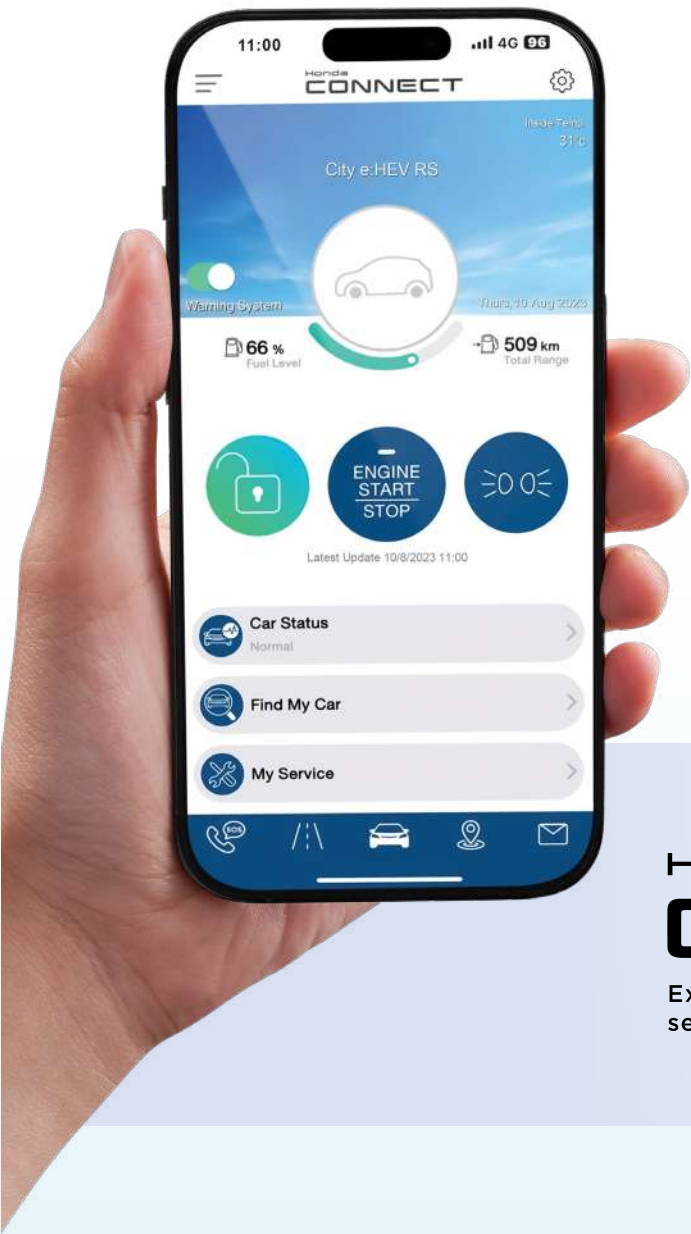 11:00
4G 96
Honda
CONNECT
Inside Temp.
31°c
City e:HEV RS
Warning System
Thurs, 10 Aug 2023
66 %
Fuel Level
509 km
Total Range
ENGINE
START
STOP
Latest Update 10/8/2023 11:00
Car Status
Normal
Find My Car
My Service
SOS